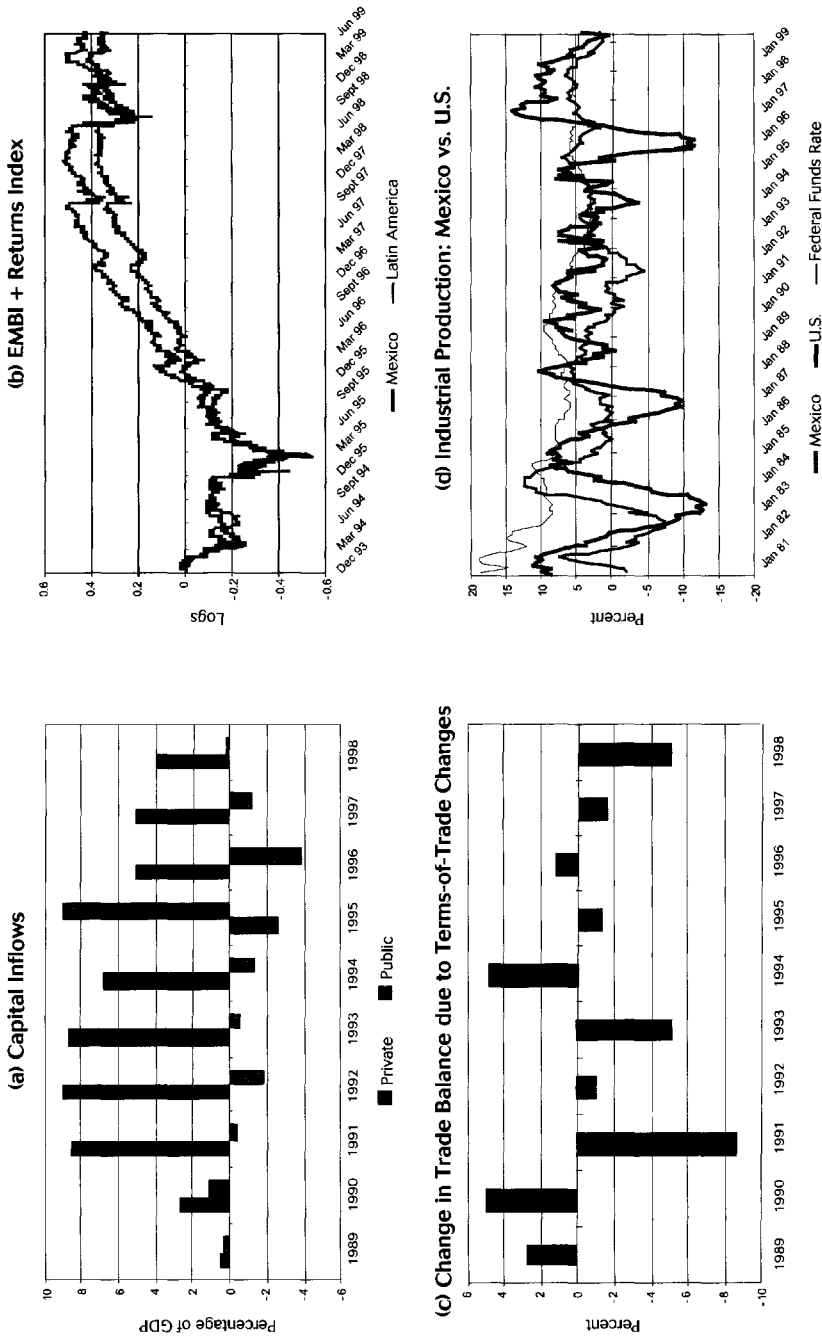 (a) Capital Inflows
Percentage of GDP
10
8
6
4
2
0
-2
-4
-6
1989 1990 1991 1992 1993 1994 1995 1996 1997 1998
Private Public
(b) EMBI + Returns Index
Logs
0.6
0.4
0.2
0
-0.2
-0.4
-0.6
Dec 93 Mar 94 Jun 94 Sept 94 Dec 95 Mar 95 Jun 95 Sept 95 Dec 95 Mar 96 Jun 96 Sept 96 Dec 96 Mar 97 Jun 97 Sept 97 Dec 97 Mar 98 Jun 98 Sept 98 Dec 98 Mar 99 Jun 99
Mexico Latin America
(c) Change in Trade Balance due to Terms-of-Trade Changes
Percent
6
4
2
0
-2
-4
-6
-8
-10
1989 1990 1991 1992 1993 1994 1995 1996 1997 1998
(d) Industrial Production: Mexico vs. U.S.
Percent
20
15
10
5
0
-5
-10
-15
-20
Jan 81 Jan 82 Jan 83 Jan 84 Jan 85 Jan 86 Jan 87 Jan 88 Jan 89 Jan 90 Jan 91 Jan 92 Jan 93 Jan 94 Jan 95 Jan 96 Jan 97 Jan 98 Jan 99
Mexico U.S. Federal Funds Rate